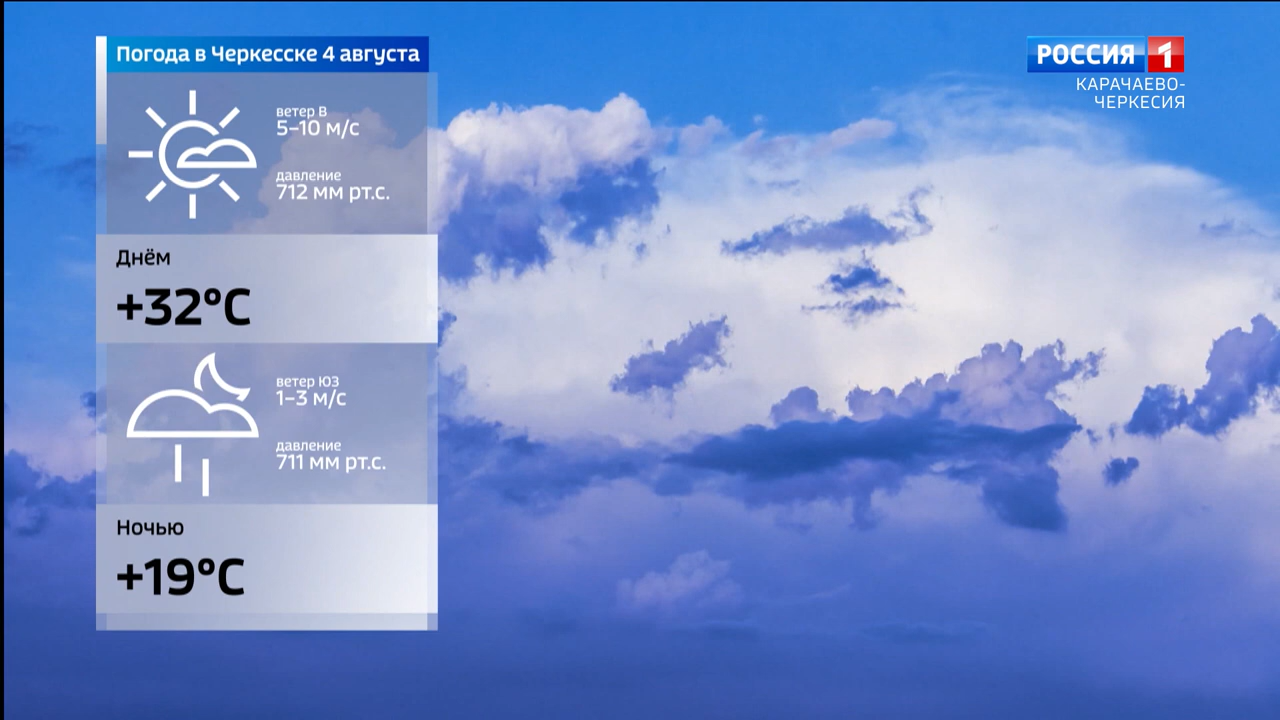 Погода в Черкесске 4 августа
РОССИЯ 1
КАРАЧАЕВО-
ЧЕРКЕСИЯ
ветер В
5–10 м/с
давление
712 мм рт.с.
Днём
+32°C
ветер ЮЗ
1–3 м/с
давление
711 мм рт.с.
Ночью
+19°C